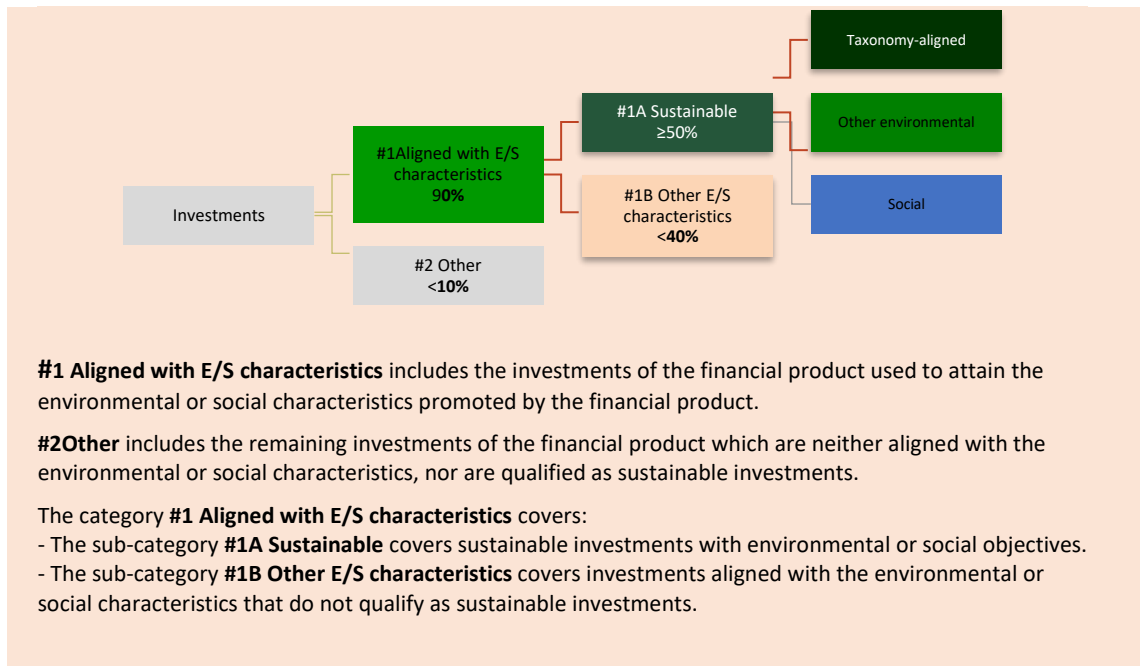 Taxonomy-aligned
#1A Sustainable
≥50%
Other environmental
#1Aligned with E/S
characteristics
90%
#1B Other E/S
characteristics
<40%
Social
Investments
#2 Other
<10%
#1 Aligned with E/S characteristics includes the investments of the financial product used to attain the
environmental or social characteristics promoted by the financial product.
#2Other includes the remaining investments of the financial product which are neither aligned with the
environmental or social characteristics, nor are qualified as sustainable investments.
The category #1 Aligned with E/S characteristics covers:
- The sub-category #1A Sustainable covers sustainable investments with environmental or social objectives.
- The sub-category #1B Other E/S characteristics covers investments aligned with the environmental or
social characteristics that do not qualify as sustainable investments.